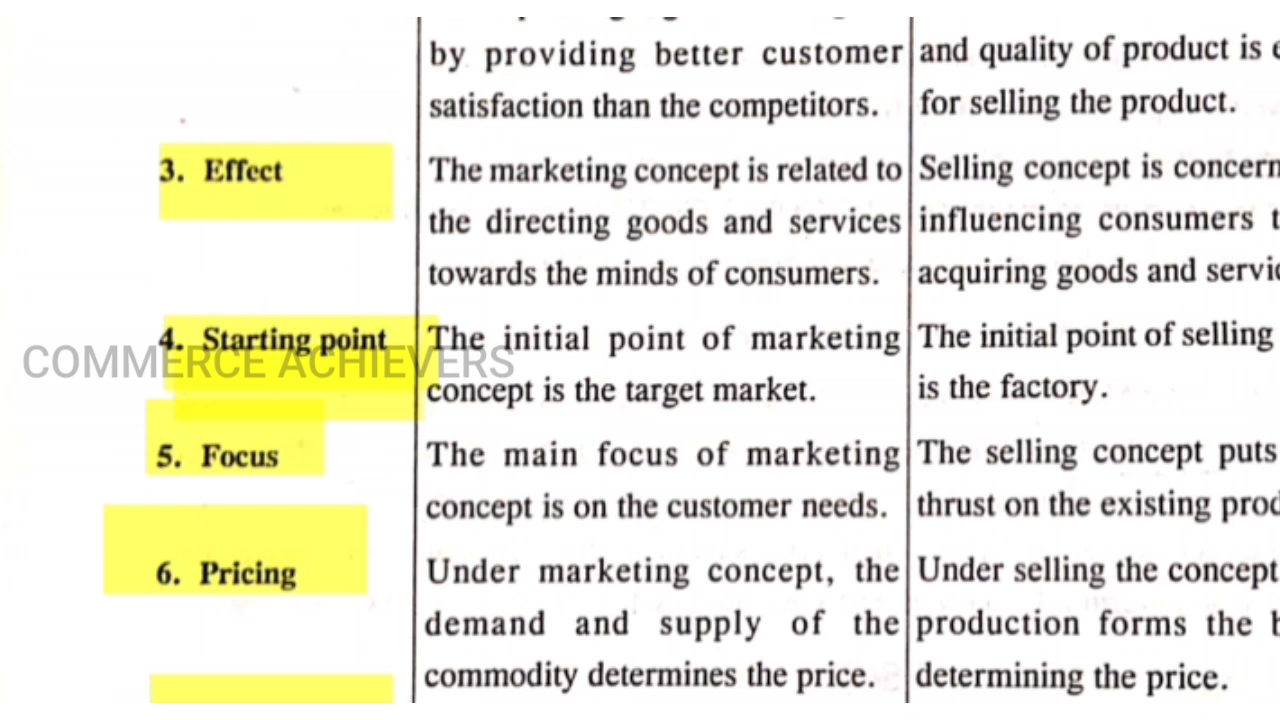 by providing better customer
satisfaction than the competitors.
and quality of product is
for selling the product.
3. Effect
The marketing concept is related to
the directing goods and services
towards the minds of consumers.
Selling concept is
influencing consumers
acquiring goods and
4. Starting point
The initial point of marketing
concept is the target market.
The initial point of selling
is the factory.
COMMERCE ACHIEVERS
5. Focus
The main focus of marketing
concept is on the customer needs.
The selling concept puts
thrust on the existing
6. Pricing
Under marketing concept, the
demand and supply of the
commodity determines the price.
Under selling the concept
production forms the
determining the price.